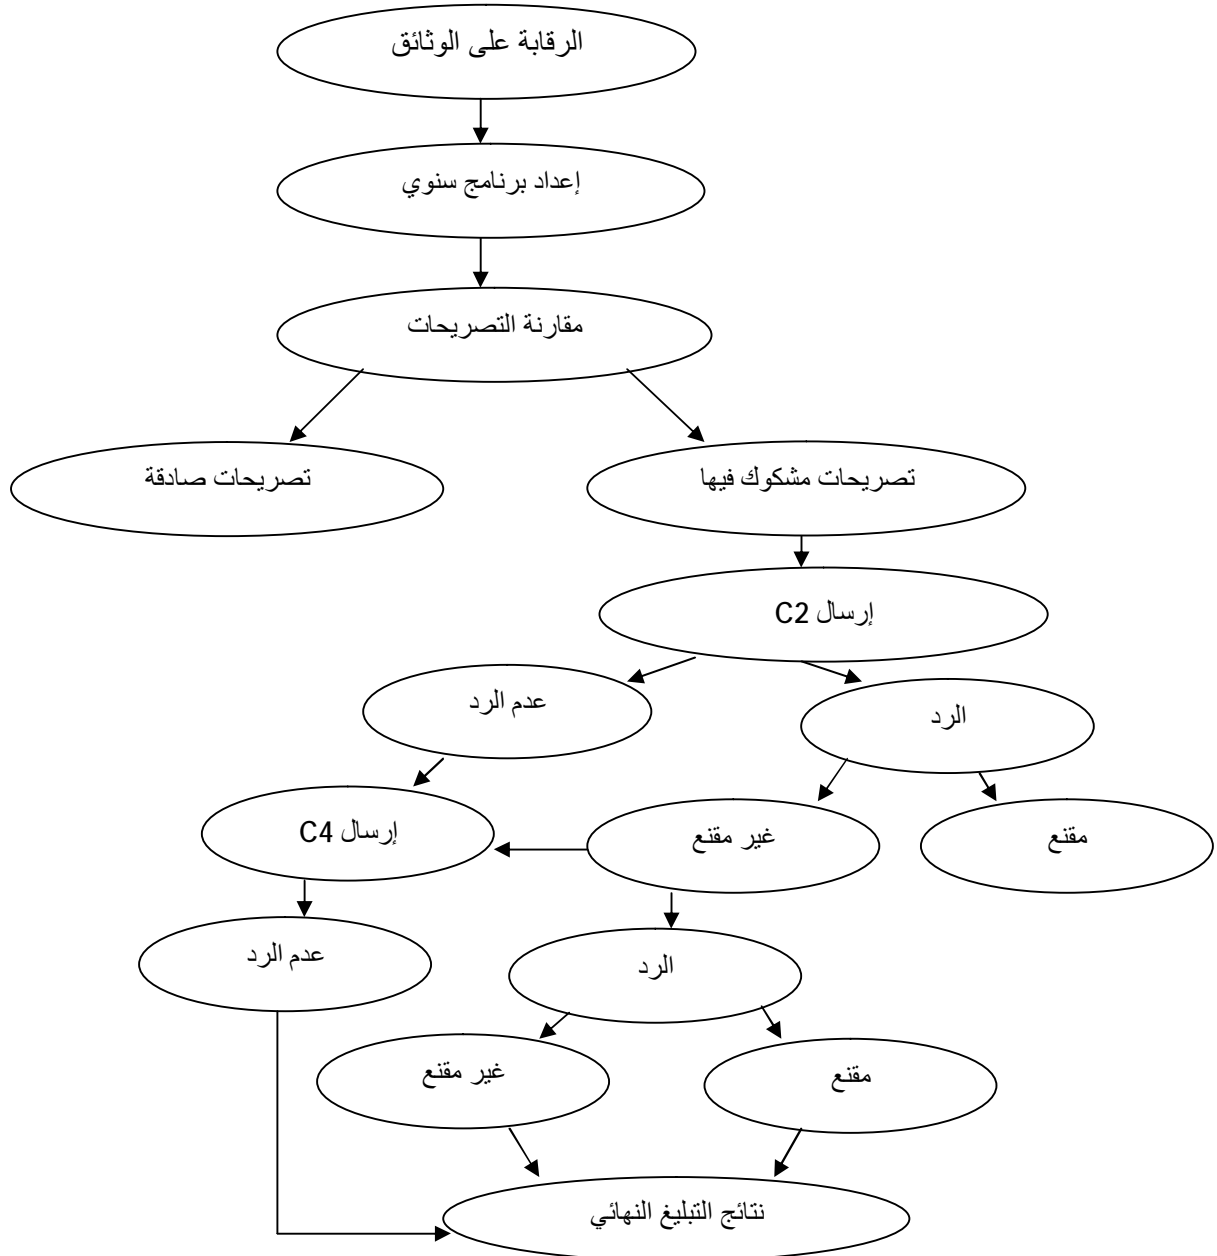 الرقابة على الوثائق
إعداد برنامج سنوي
مقارنة التصريحات
تصريحات مشكوك فيها
تصريحات صادقة
إرسال C2
الرد
عدم الرد
مقنع
غير مقنع
إرسال C4
الرد
عدم الرد
مقنع
غير مقنع
نتائج التبليغ النهائي